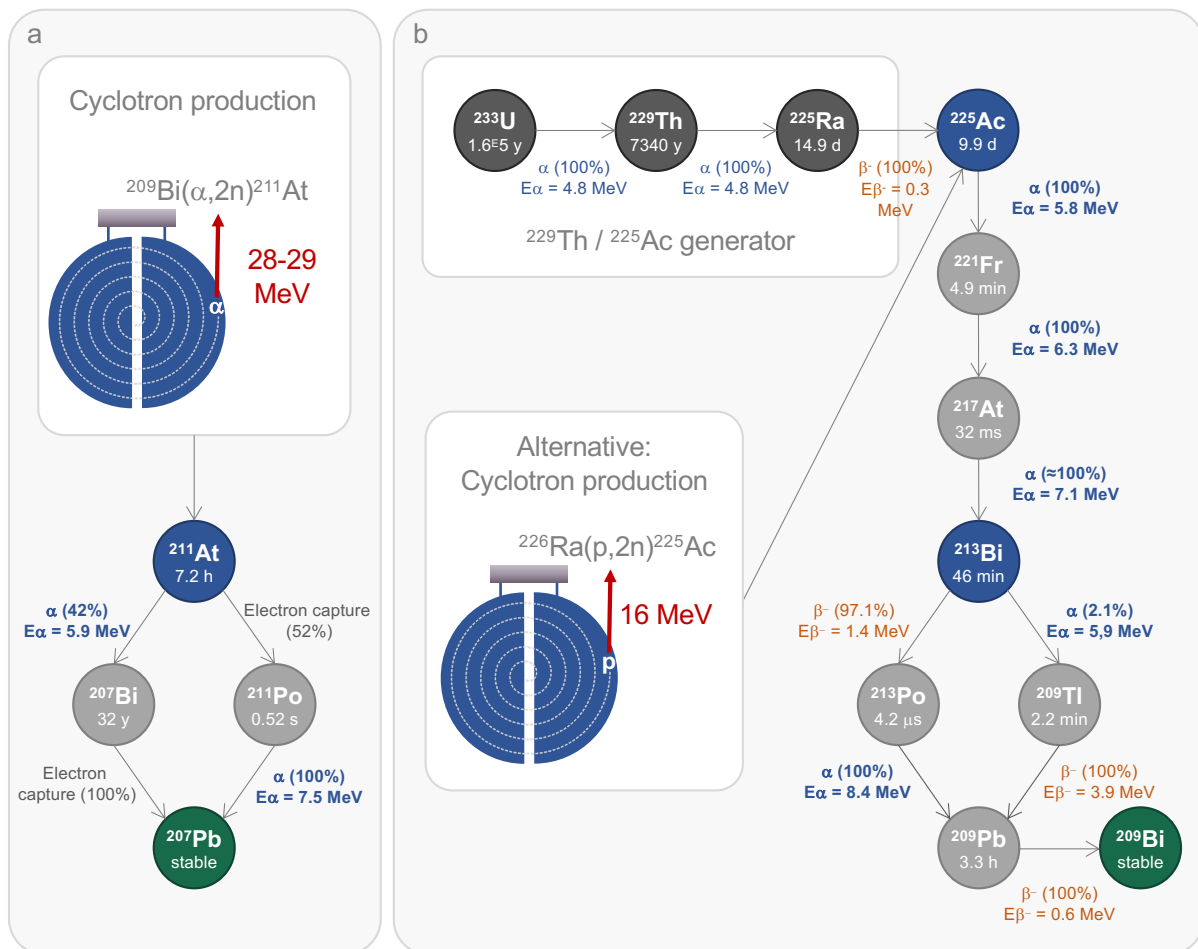 a
Cyclotron production
²⁰⁹Bi(α,2n)²¹¹At
28-29
MeV
α
²¹¹At
7.2 h
α (42%)
Eα = 5.9 MeV
Electron capture
(52%)
²⁰⁷Bi
32 y
²¹¹Po
0.52 s
Electron
capture (100%)
α (100%)
Eα = 7.5 MeV
²⁰⁷Pb
stable
b
²³³U
1.6ᴱ5 y
²²⁹Th
7340 y
²²⁵Ra
14.9 d
²²⁵Ac
9.9 d
α (100%)
Eα = 4.8 MeV
α (100%)
Eα = 4.8 MeV
β⁻ (100%)
Eβ⁻ = 0.3
MeV
²²⁹Th / ²²⁵Ac generator
α (100%)
Eα = 5.8 MeV
²²¹Fr
4.9 min
α (100%)
Eα = 6.3 MeV
²¹⁷At
32 ms
α (≈100%)
Eα = 7.1 MeV
Alternative:
Cyclotron production
²²⁶Ra(p,2n)²²⁵Ac
16 MeV
p
²¹³Bi
46 min
β⁻ (97.1%)
Eβ⁻ = 1.4 MeV
α (2.1%)
Eα = 5,9 MeV
²¹³Po
4.2 μs
²⁰⁹Tl
2.2 min
α (100%)
Eα = 8.4 MeV
β⁻ (100%)
Eβ⁻ = 3.9 MeV
²⁰⁹Pb
3.3 h
²⁰⁹Bi
stable
β⁻ (100%)
Eβ⁻ = 0.6 MeV